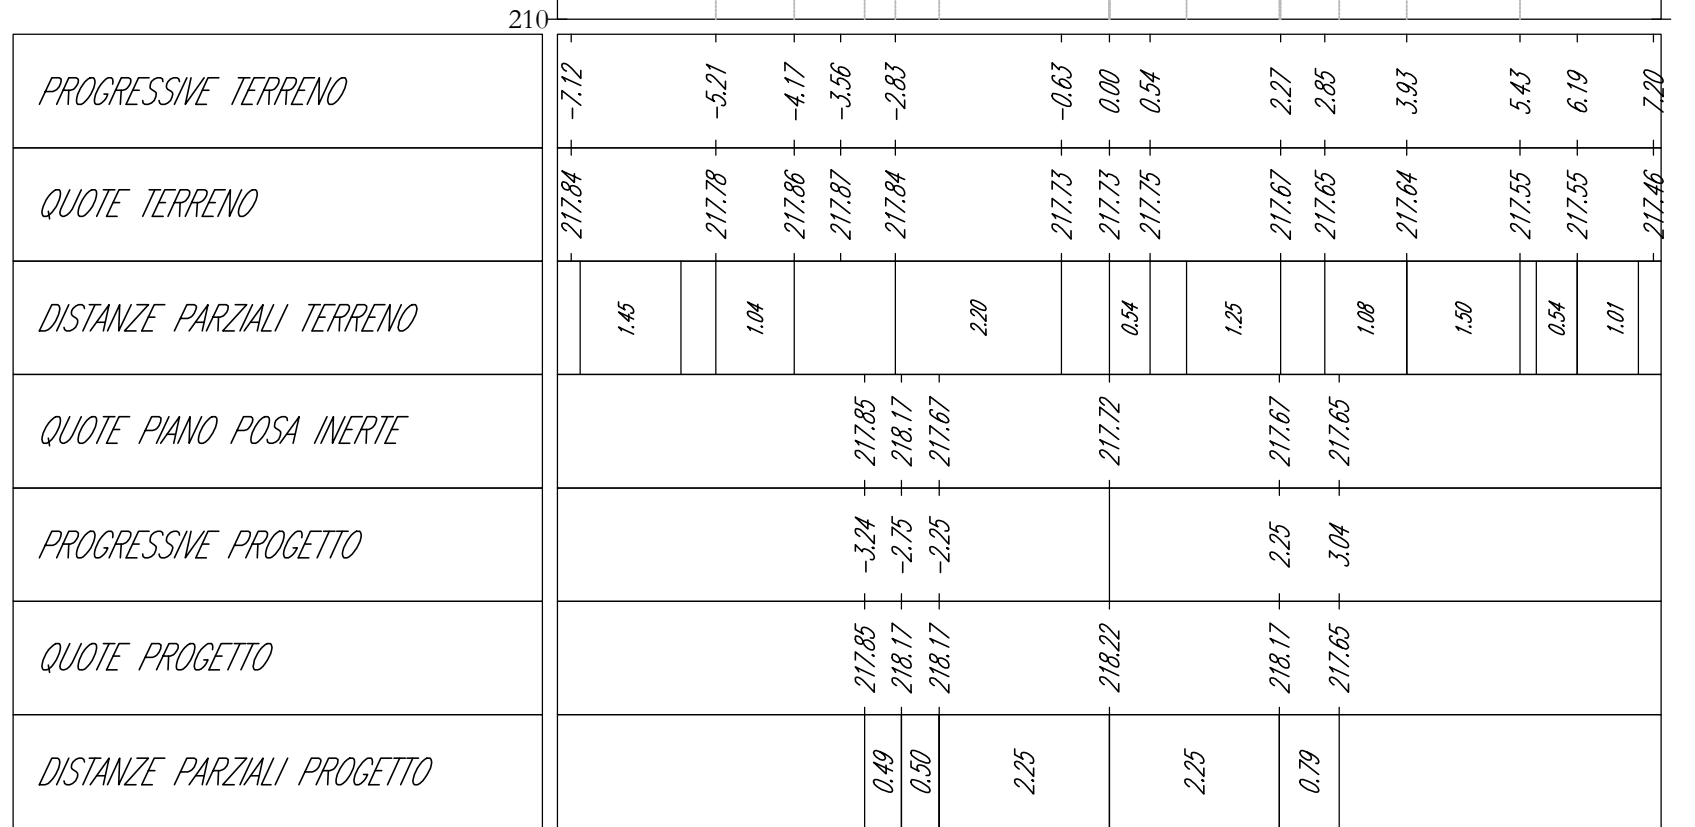 210
PROGRESSIVE TERRENO -7.12 -5.21 -4.17 -3.56 -2.83 -0.63 0.00 0.54 2.27 2.85 3.93 5.43 6.19 7.20
QUOTE TERRENO 217.84 217.78 217.86 217.87 217.84 217.73 217.73 217.75 217.67 217.65 217.64 217.55 217.55 217.46
DISTANZE PARZIALI TERRENO 1.45 1.04 2.20 0.54 1.25 1.08 1.50 0.54 1.01
QUOTE PIANO POSA INERTE 217.85 218.17 217.67 217.72 217.67 217.65
PROGRESSIVE PROGETTO -3.24 -2.75 -2.25 2.25 3.04
QUOTE PROGETTO 217.85 218.17 218.17 218.22 218.17 217.65
DISTANZE PARZIALI PROGETTO 0.49 0.50 2.25 2.25 0.79